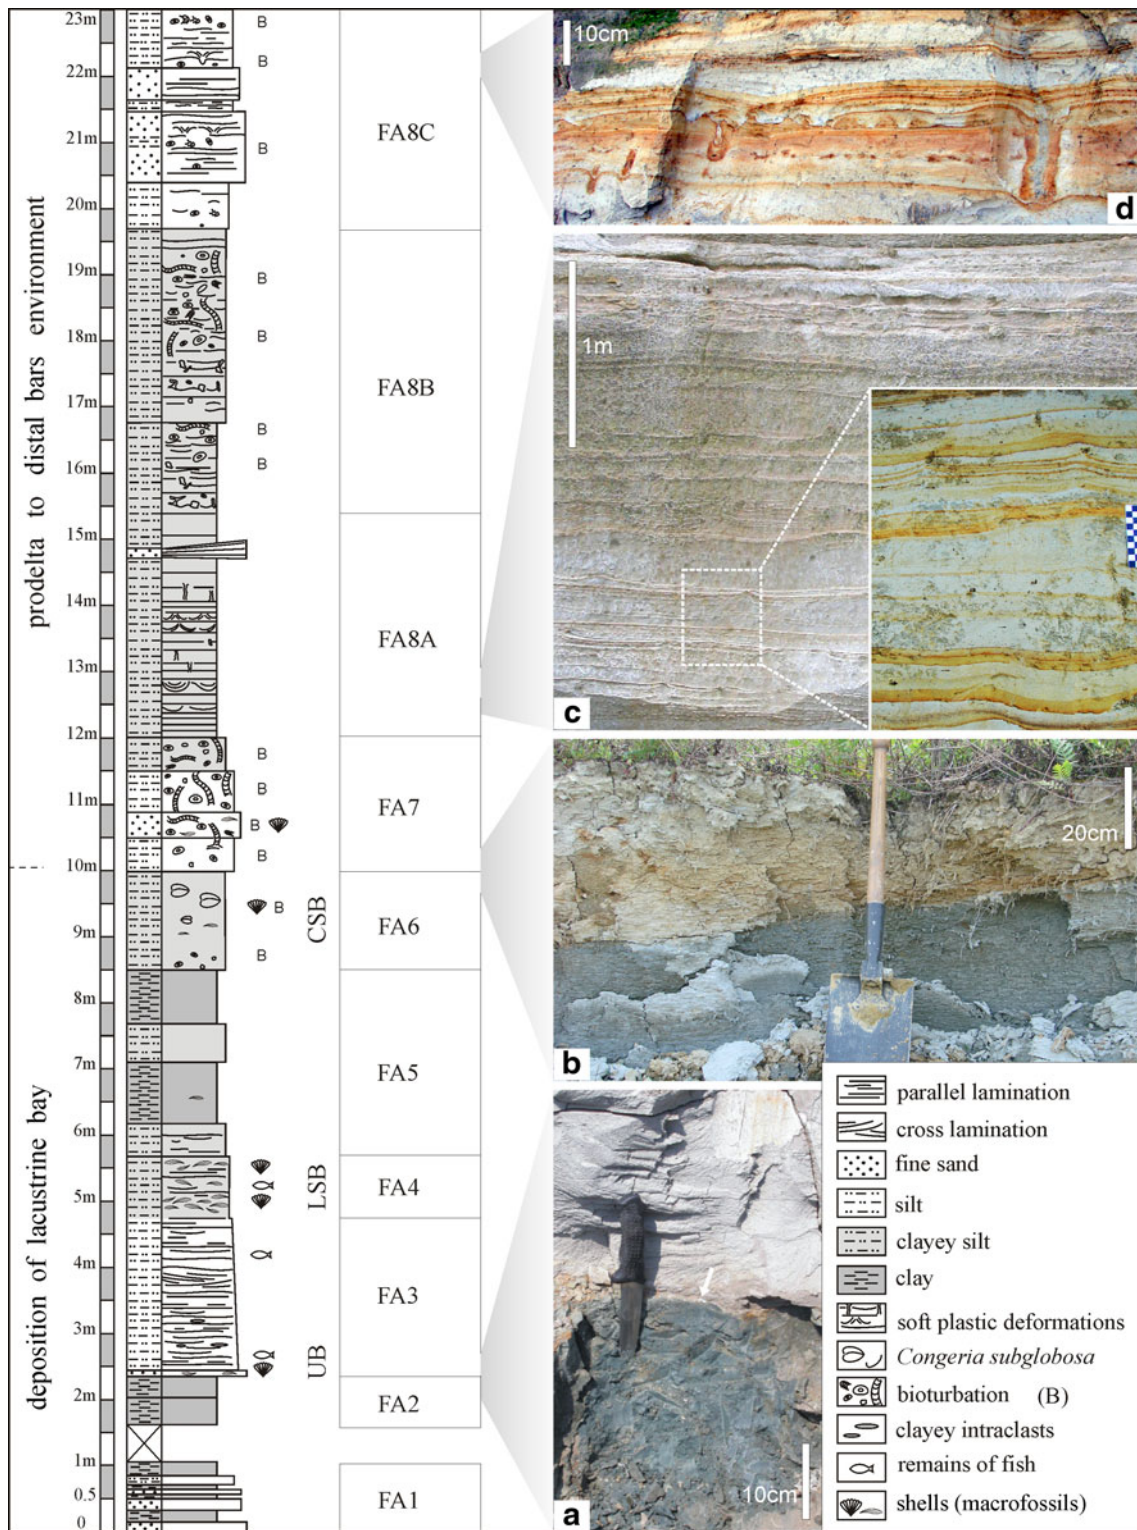 prodelta to distal bars environment
deposition of lacustrine bay
23m
22m
21m
20m
19m
18m
17m
16m
15m
14m
13m
12m
11m
10m
9m
8m
7m
6m
5m
4m
3m
2m
1m
0,5
0
B
B
B
B
B
B
B
B
B
B
B
B
B
CSB
LSB
UB
FA8C
FA8B
FA8A
FA7
FA6
FA5
FA4
FA3
FA2
FA1
10cm
d
1m
c
20cm
b
10cm
a
parallel lamination
cross lamination
fine sand
silt
clayey silt
clay
soft plastic deformations
Congeria subglobosa
bioturbation (B)
clayey intraclasts
remains of fish
shells (macrofossils)